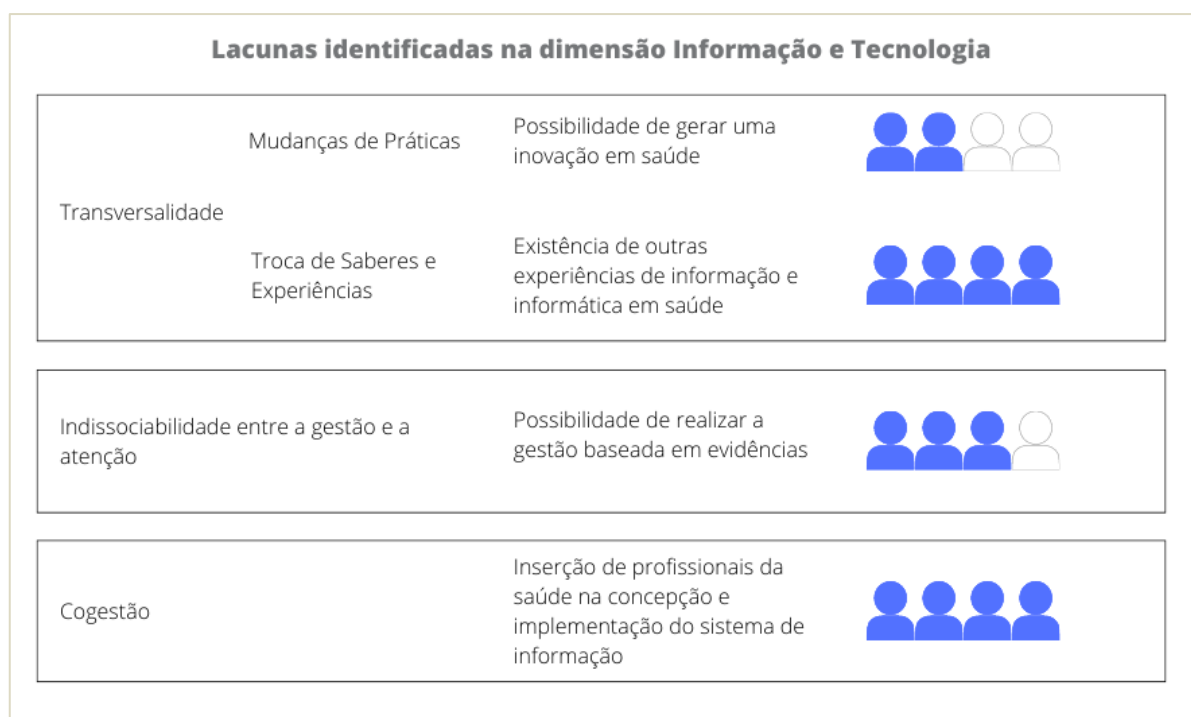 Lacunas identificadas na dimensão Informação e Tecnologia
Mudanças de Práticas
Possibilidade de gerar uma
inovação em saúde
Transversalidade
Troca de Saberes e
Experiências
Existência de outras
experiências de informação e
informática em saúde
Indissociabilidade entre a gestão e a
atenção
Possibilidade de realizar a
gestão baseada em evidências
Cogestão
Inserção de profissionais da
saúde na concepção e
implementação do sistema de
informação